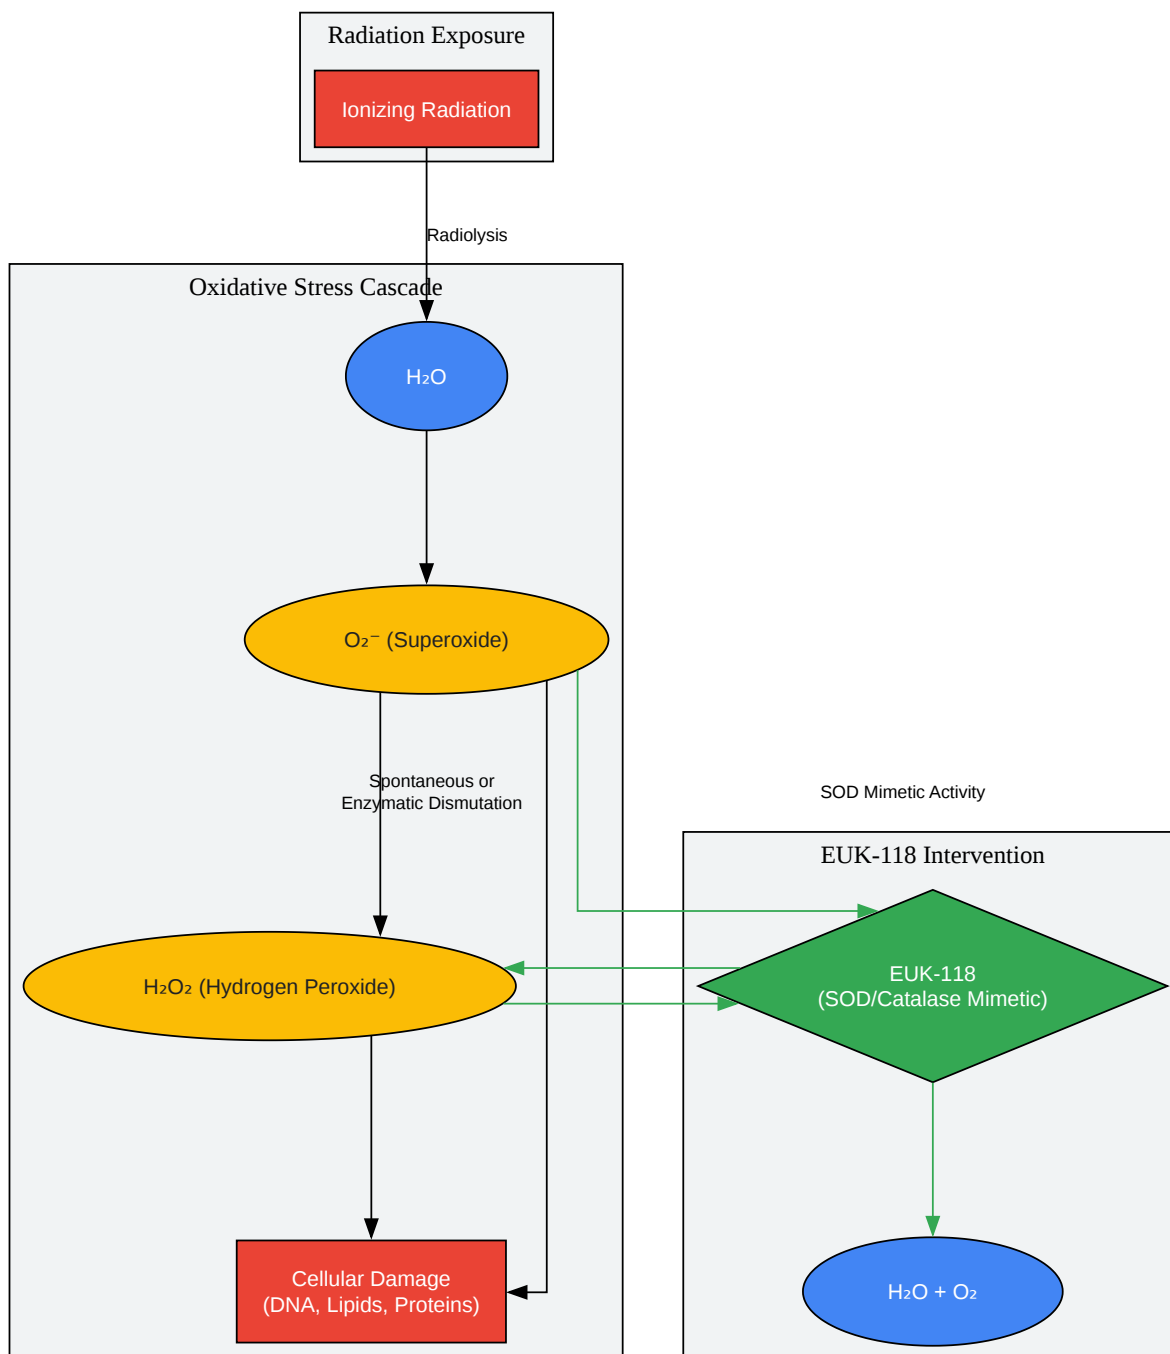 Radiation Exposure
Ionizing Radiation
Radiolysis
Oxidative Stress Cascade
H₂O
O₂⁻ (Superoxide)
Spontaneous or
Enzymatic Dismutation
SOD Mimetic Activity
EUK-118 Intervention
EUK-118
(SOD/Catalase Mimetic)
H₂O₂ (Hydrogen Peroxide)
Cellular Damage
(DNA, Lipids, Proteins)
H₂O + O₂